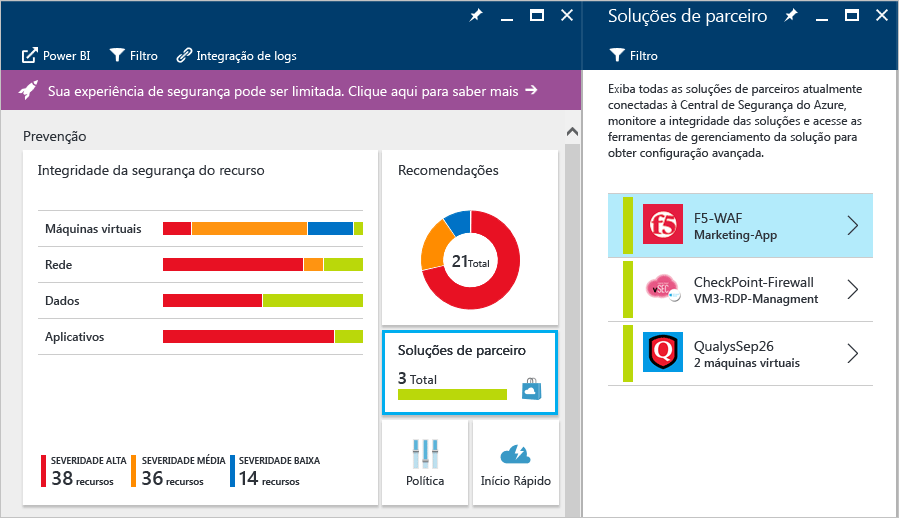 Power BI
Filtro
Integração de logs
Sua experiência de segurança pode ser limitada. Clique aqui para saber mais →
Prevenção
Integridade da segurança do recurso
Máquinas virtuais
Rede
Dados
Aplicativos
SEVERIDADE ALTA
38 recursos
SEVERIDADE MÉDIA
36 recursos
SEVERIDADE BAIXA
14 recursos
Recomendações
21 Total
Soluções de parceiro
3 Total
Política
Início Rápido
Soluções de parceiro
Filtro
Exiba todas as soluções de parceiros atualmente
conectadas à Central de Segurança do Azure,
monitore a integridade das soluções e acesse as
ferramentas de gerenciamento da solução para
obter configuração avançada.
f5
F5-WAF
Marketing-App
vSEC
CheckPoint-Firewall
VM3-RDP-Managment
Q
QualysSep26
2 máquinas virtuais